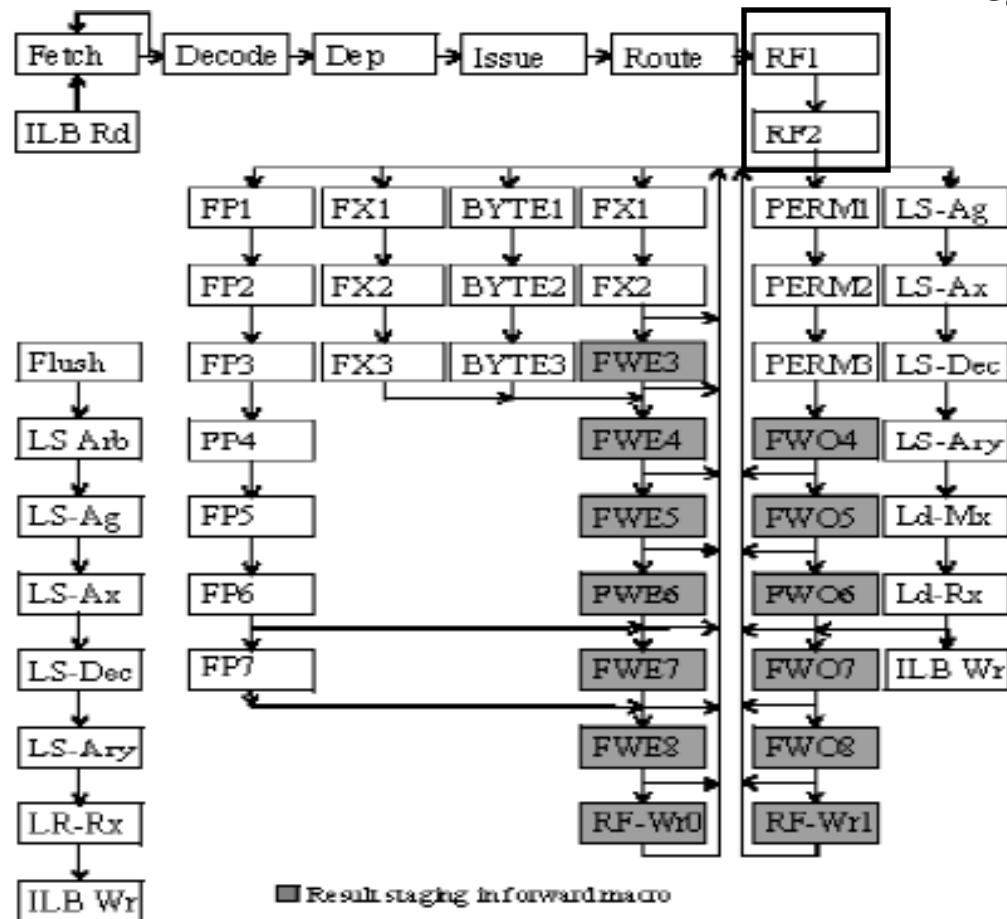 Fetch Decode Dep Issue Route RF1
ILB Rd RF2
FP1 FX1 BYTE1 FX1 PERM1 LS-Ag
FP2 FX2 BYTE2 FX2 PERM2 LS-Ax
Flush FP3 FX3 BYTE3 FWE3 PERM3 LS-Dec
LS Arb PP4 FWE4 FWO4 LS-Ary
LS-Ag FP5 FWE5 FWO5 Ld-Mx
LS-Ax FP6 FWE6 FWO6 Ld-Rx
LS-Dec FP7 FWE7 FWO7 ILB Wr
LS-Ary FWE8 FWO8
LR-Rx RF-Wr0 RF-Wr1
ILB Wr Result staging in forward macro